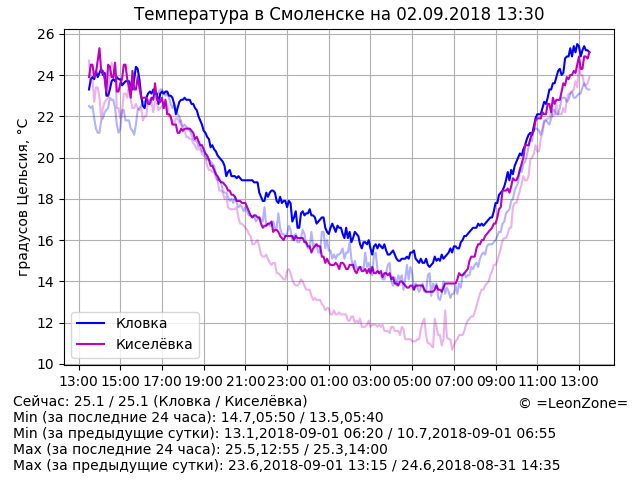 Температура в Смоленске на 02.09.2018 13:30
градусов Цельсия, °C
26
24
22
20
18
16
14
12
10
Кловка
Киселёвка
13:00 15:00 17:00 19:00 21:00 23:00 01:00 03:00 05:00 07:00 09:00 11:00 13:00
Сейчас: 25.1 / 25.1 (Кловка / Киселёвка)
© =LeonZone=
Min (за последние 24 часа): 14.7,05:50 / 13.5,05:40
Min (за предыдущие сутки): 13.1,2018-09-01 06:20 / 10.7,2018-09-01 06:55
Max (за последние 24 часа): 25.5,12:55 / 25.3,14:00
Max (за предыдущие сутки): 23.6,2018-09-01 13:15 / 24.6,2018-08-31 14:35